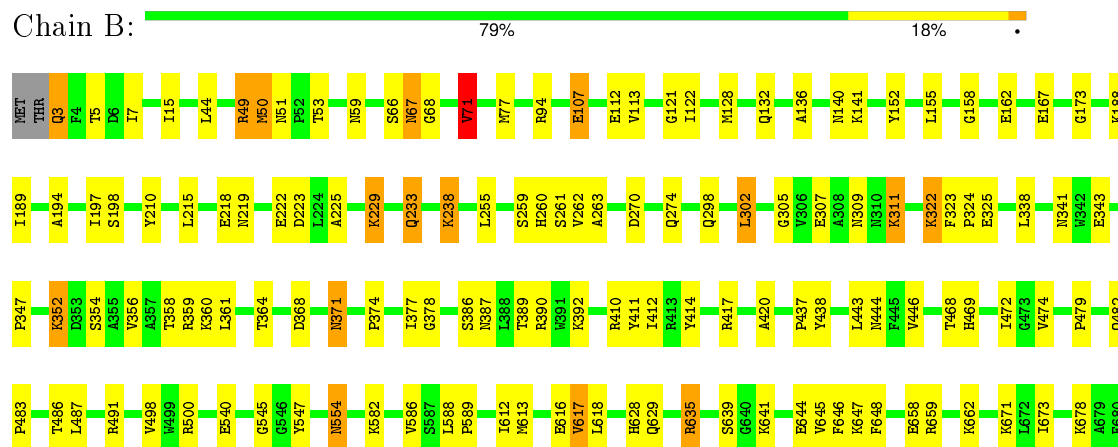 Chain B:
79% 18% •
MET THR Q3 F4 T5 D6 I7 I15 L44 R49 M50 N51 P52 T53 N59 S66 N67 G68 V71 M77 R94 E107 E112 V113 G121 I122 M128 Q132 A136 N140 K141 Y152 L155 G158 E162 E167 G173 K188
I189 A194 I197 S198 Y210 L215 E218 N219 E222 D223 L224 A225 K229 Q233 K238 L255 S259 H260 S261 V262 A263 D270 Q274 Q298 L302 G305 V306 E307 A308 N309 N310 K311 K322 F323 P324 E325 L338 N341 W342 E343
P347 K352 D353 S354 A355 V356 A357 T358 R359 K360 L361 T364 D368 N371 P374 I377 G378 S386 N387 L388 T389 R390 W391 K392 R410 Y411 I412 R413 Y414 R417 A420 P437 Y438 L443 N444 F445 V446 T468 H469 I472 G473 V474 P479
P483 T486 L487 R491 V498 W499 R500 E540 G545 G546 Y547 N554 K582 V586 S587 L588 P589 I612 M613 E616 V617 L618 H628 Q629 R635 S639 G640 K641 E644 V645 F646 K647 F648 E658 R659 K662 K671 L672 I673 K678 A679